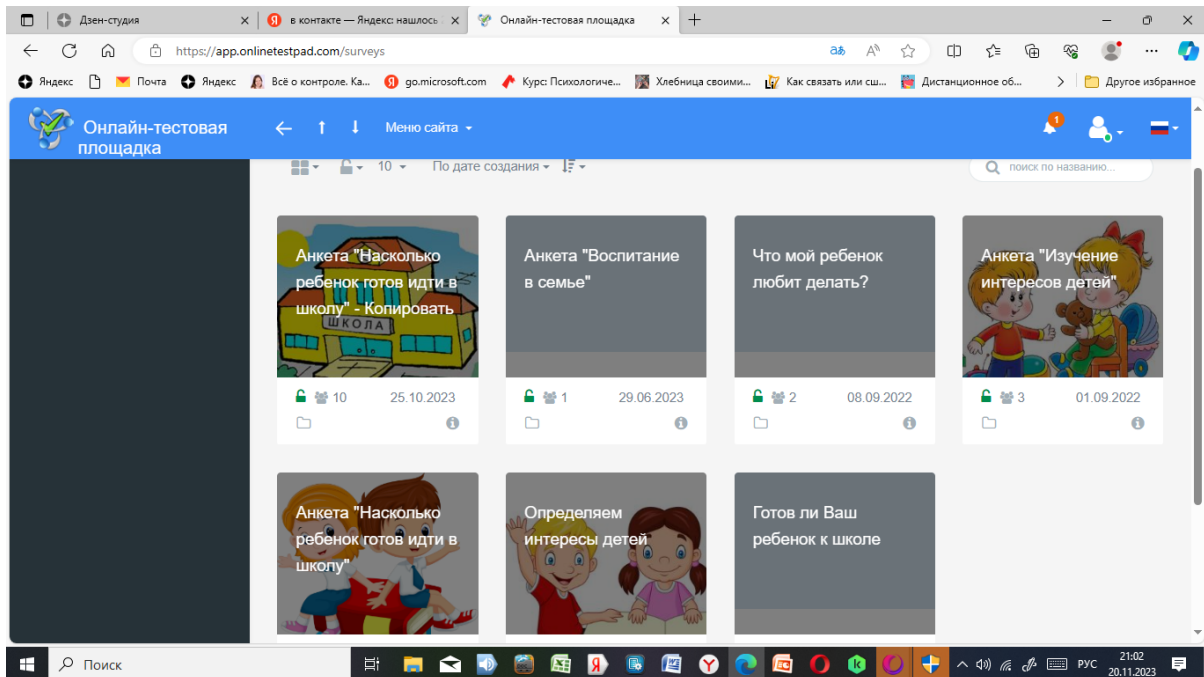 Дзен-студия
в контакте — Яндекс: нашлось
Онлайн-тестовая площадка
https://app.onlinetestpad.com/surveys
Яндекс
Почта
Яндекс
Всё о контроле. Ка...
go.microsoft.com
Курс: Психологиче...
Хлебница своими...
Как связать или сш...
Дистанционное об...
Другое избранное
Онлайн-тестовая
площадка
Меню сайта
1
10
По дате создания
поиск по названию...
Анкета "Насколько
ребенок готов идти в
школу" - Копировать
ШКОЛА
10 25.10.2023
Анкета "Воспитание
в семье"
1 29.06.2023
Что мой ребенок
любит делать?
2 08.09.2022
Анкета "Изучение
интересов детей"
3 01.09.2022
Анкета "Насколько
ребенок готов идти в
школу"
Определяем
интересы детей
Готов ли Ваш
ребенок к школе
Поиск
РУС
21:02
20.11.2023